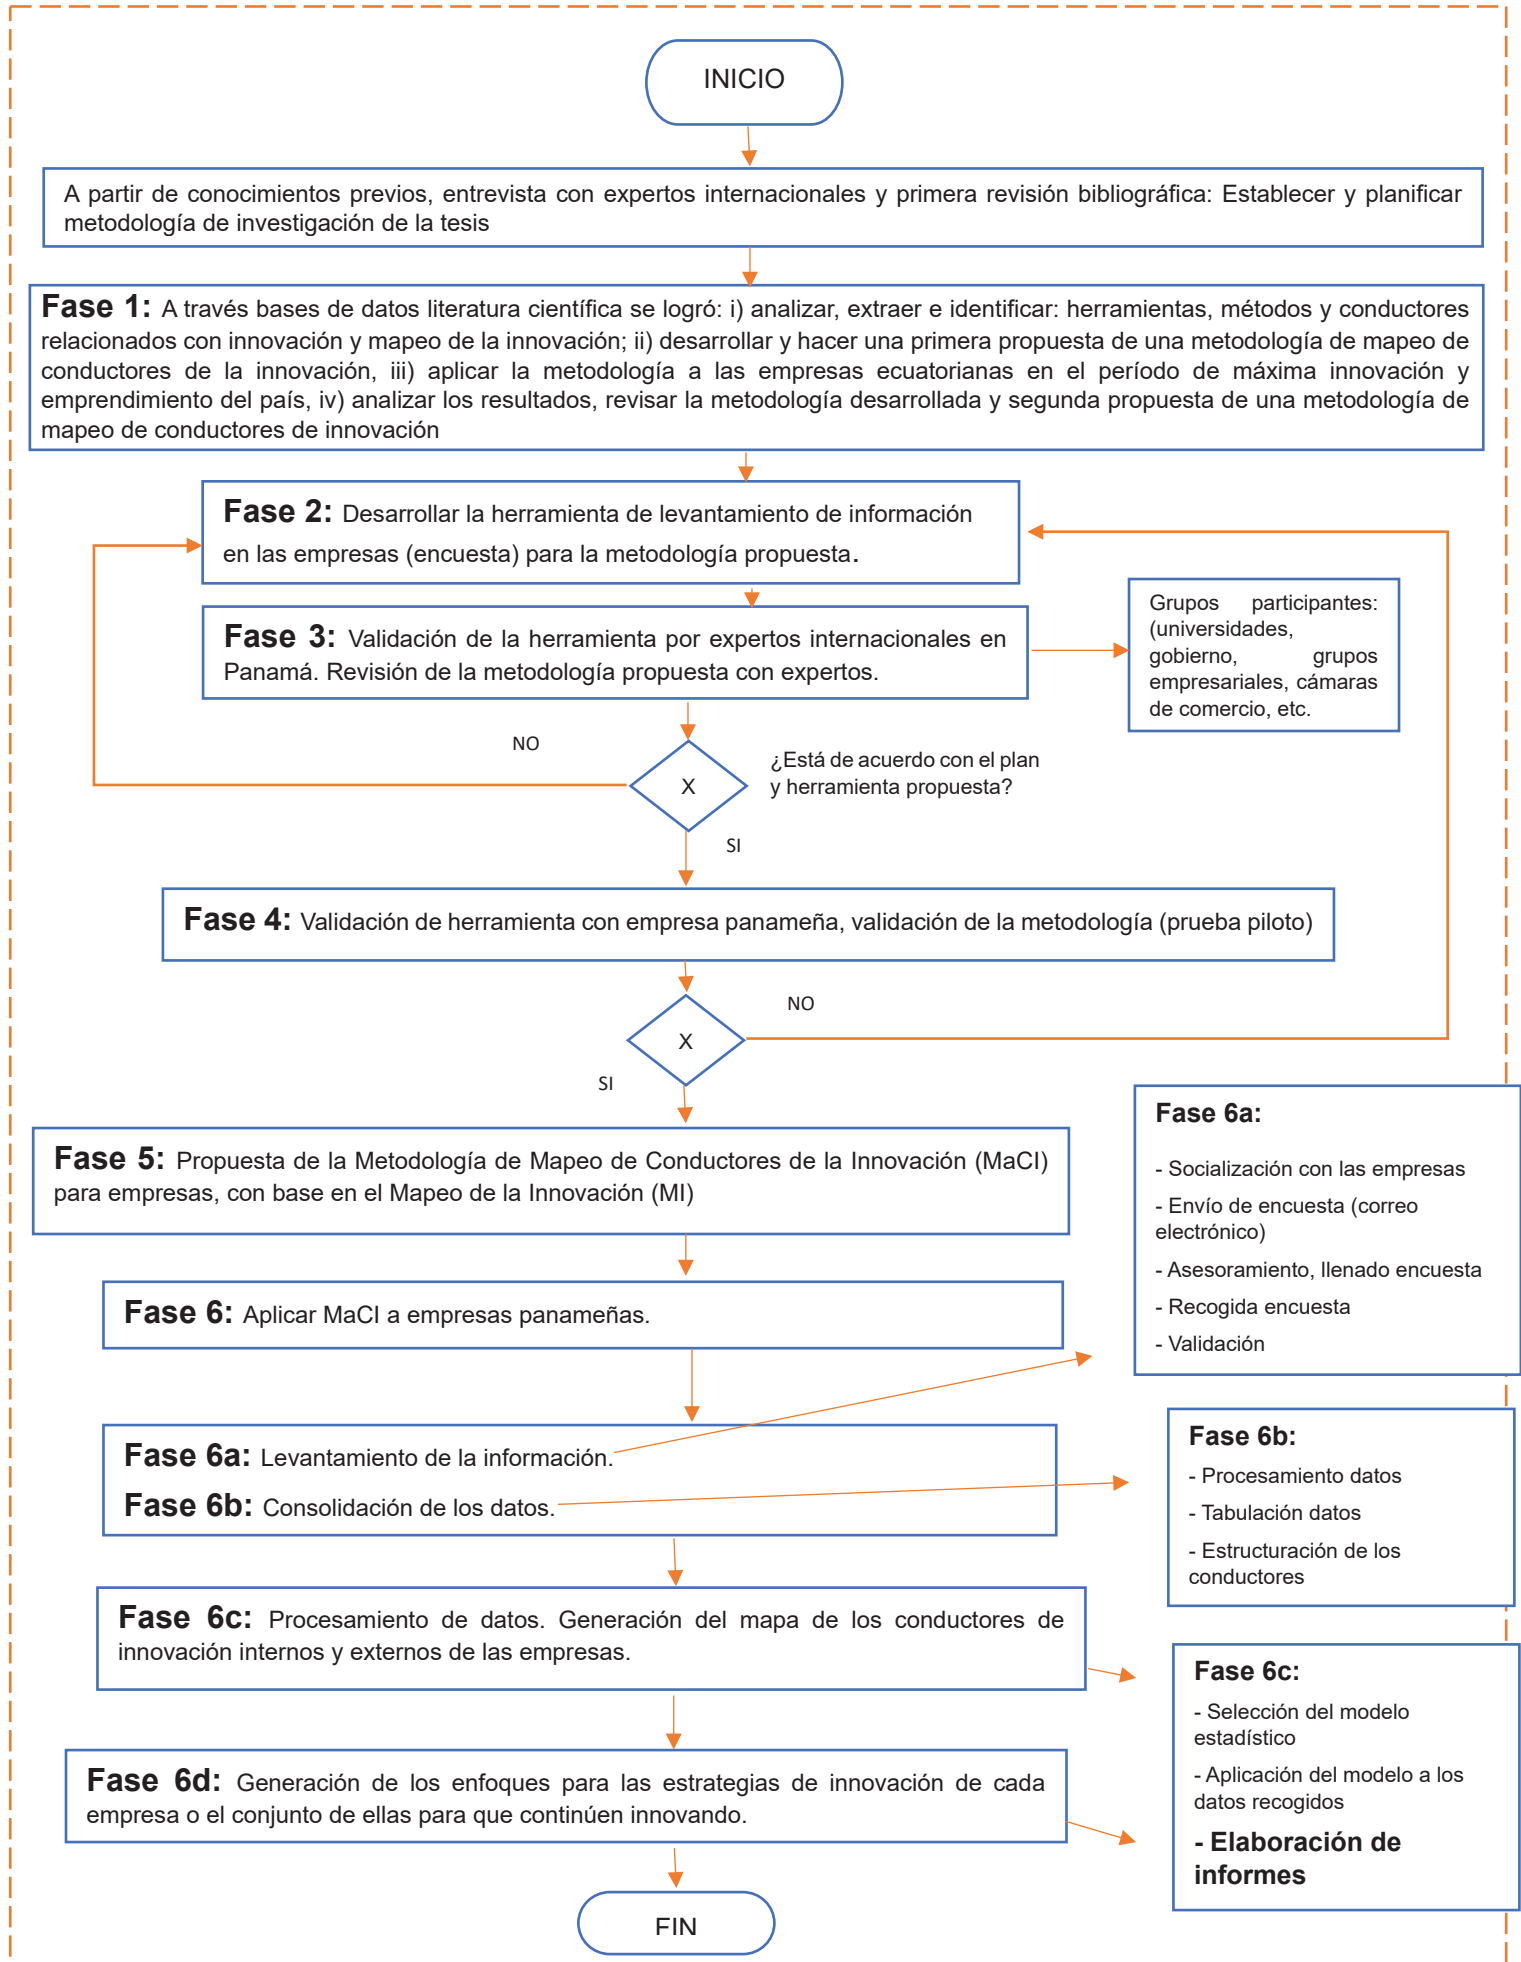 INICIO
A partir de conocimientos previos, entrevista con expertos internacionales y primera revisión bibliográfica: Establecer y planificar
metodología de investigación de la tesis
Fase 1: A través bases de datos literatura científica se logró: i) analizar, extraer e identificar: herramientas, métodos y conductores
relacionados con innovación y mapeo de la innovación; ii) desarrollar y hacer una primera propuesta de una metodología de mapeo de
conductores de la innovación, iii) aplicar la metodología a las empresas ecuatorianas en el período de máxima innovación y
emprendimiento del país, iv) analizar los resultados, revisar la metodología desarrollada y segunda propuesta de una metodología de
mapeo de conductores de innovación
Fase 2: Desarrollar la herramienta de levantamiento de información
en las empresas (encuesta) para la metodología propuesta.
Fase 3: Validación de la herramienta por expertos internacionales en
Panamá. Revisión de la metodología propuesta con expertos.
Grupos participantes:
(universidades,
gobierno, grupos
empresariales, cámaras
de comercio, etc.
NO
X
¿Está de acuerdo con el plan
y herramienta propuesta?
SI
Fase 4: Validación de herramienta con empresa panameña, validación de la metodología (prueba piloto)
NO
X
SI
Fase 5: Propuesta de la Metodología de Mapeo de Conductores de la Innovación (MaCI)
para empresas, con base en el Mapeo de la Innovación (MI)
Fase 6: Aplicar MaCI a empresas panameñas.
Fase 6a:
- Socialización con las empresas
- Envío de encuesta (correo
electrónico)
- Asesoramiento, llenado encuesta
- Recogida encuesta
- Validación
Fase 6a: Levantamiento de la información.
Fase 6b: Consolidación de los datos.
Fase 6b:
- Procesamiento datos
- Tabulación datos
- Estructuración de los
conductores
Fase 6c: Procesamiento de datos. Generación del mapa de los conductores de
innovación internos y externos de las empresas.
Fase 6c:
- Selección del modelo
estadístico
- Aplicación del modelo a los
datos recogidos
- Elaboración de
informes
Fase 6d: Generación de los enfoques para las estrategias de innovación de cada
empresa o el conjunto de ellas para que continúen innovando.
FIN